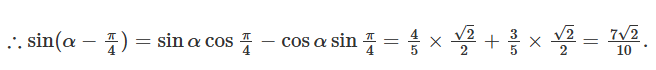 ∴ sin(α − π/4) = sin α cos π/4 − cos α sin π/4 = 4/5 × √2/2 + 3/5 × √2/2 = 7√2/10.